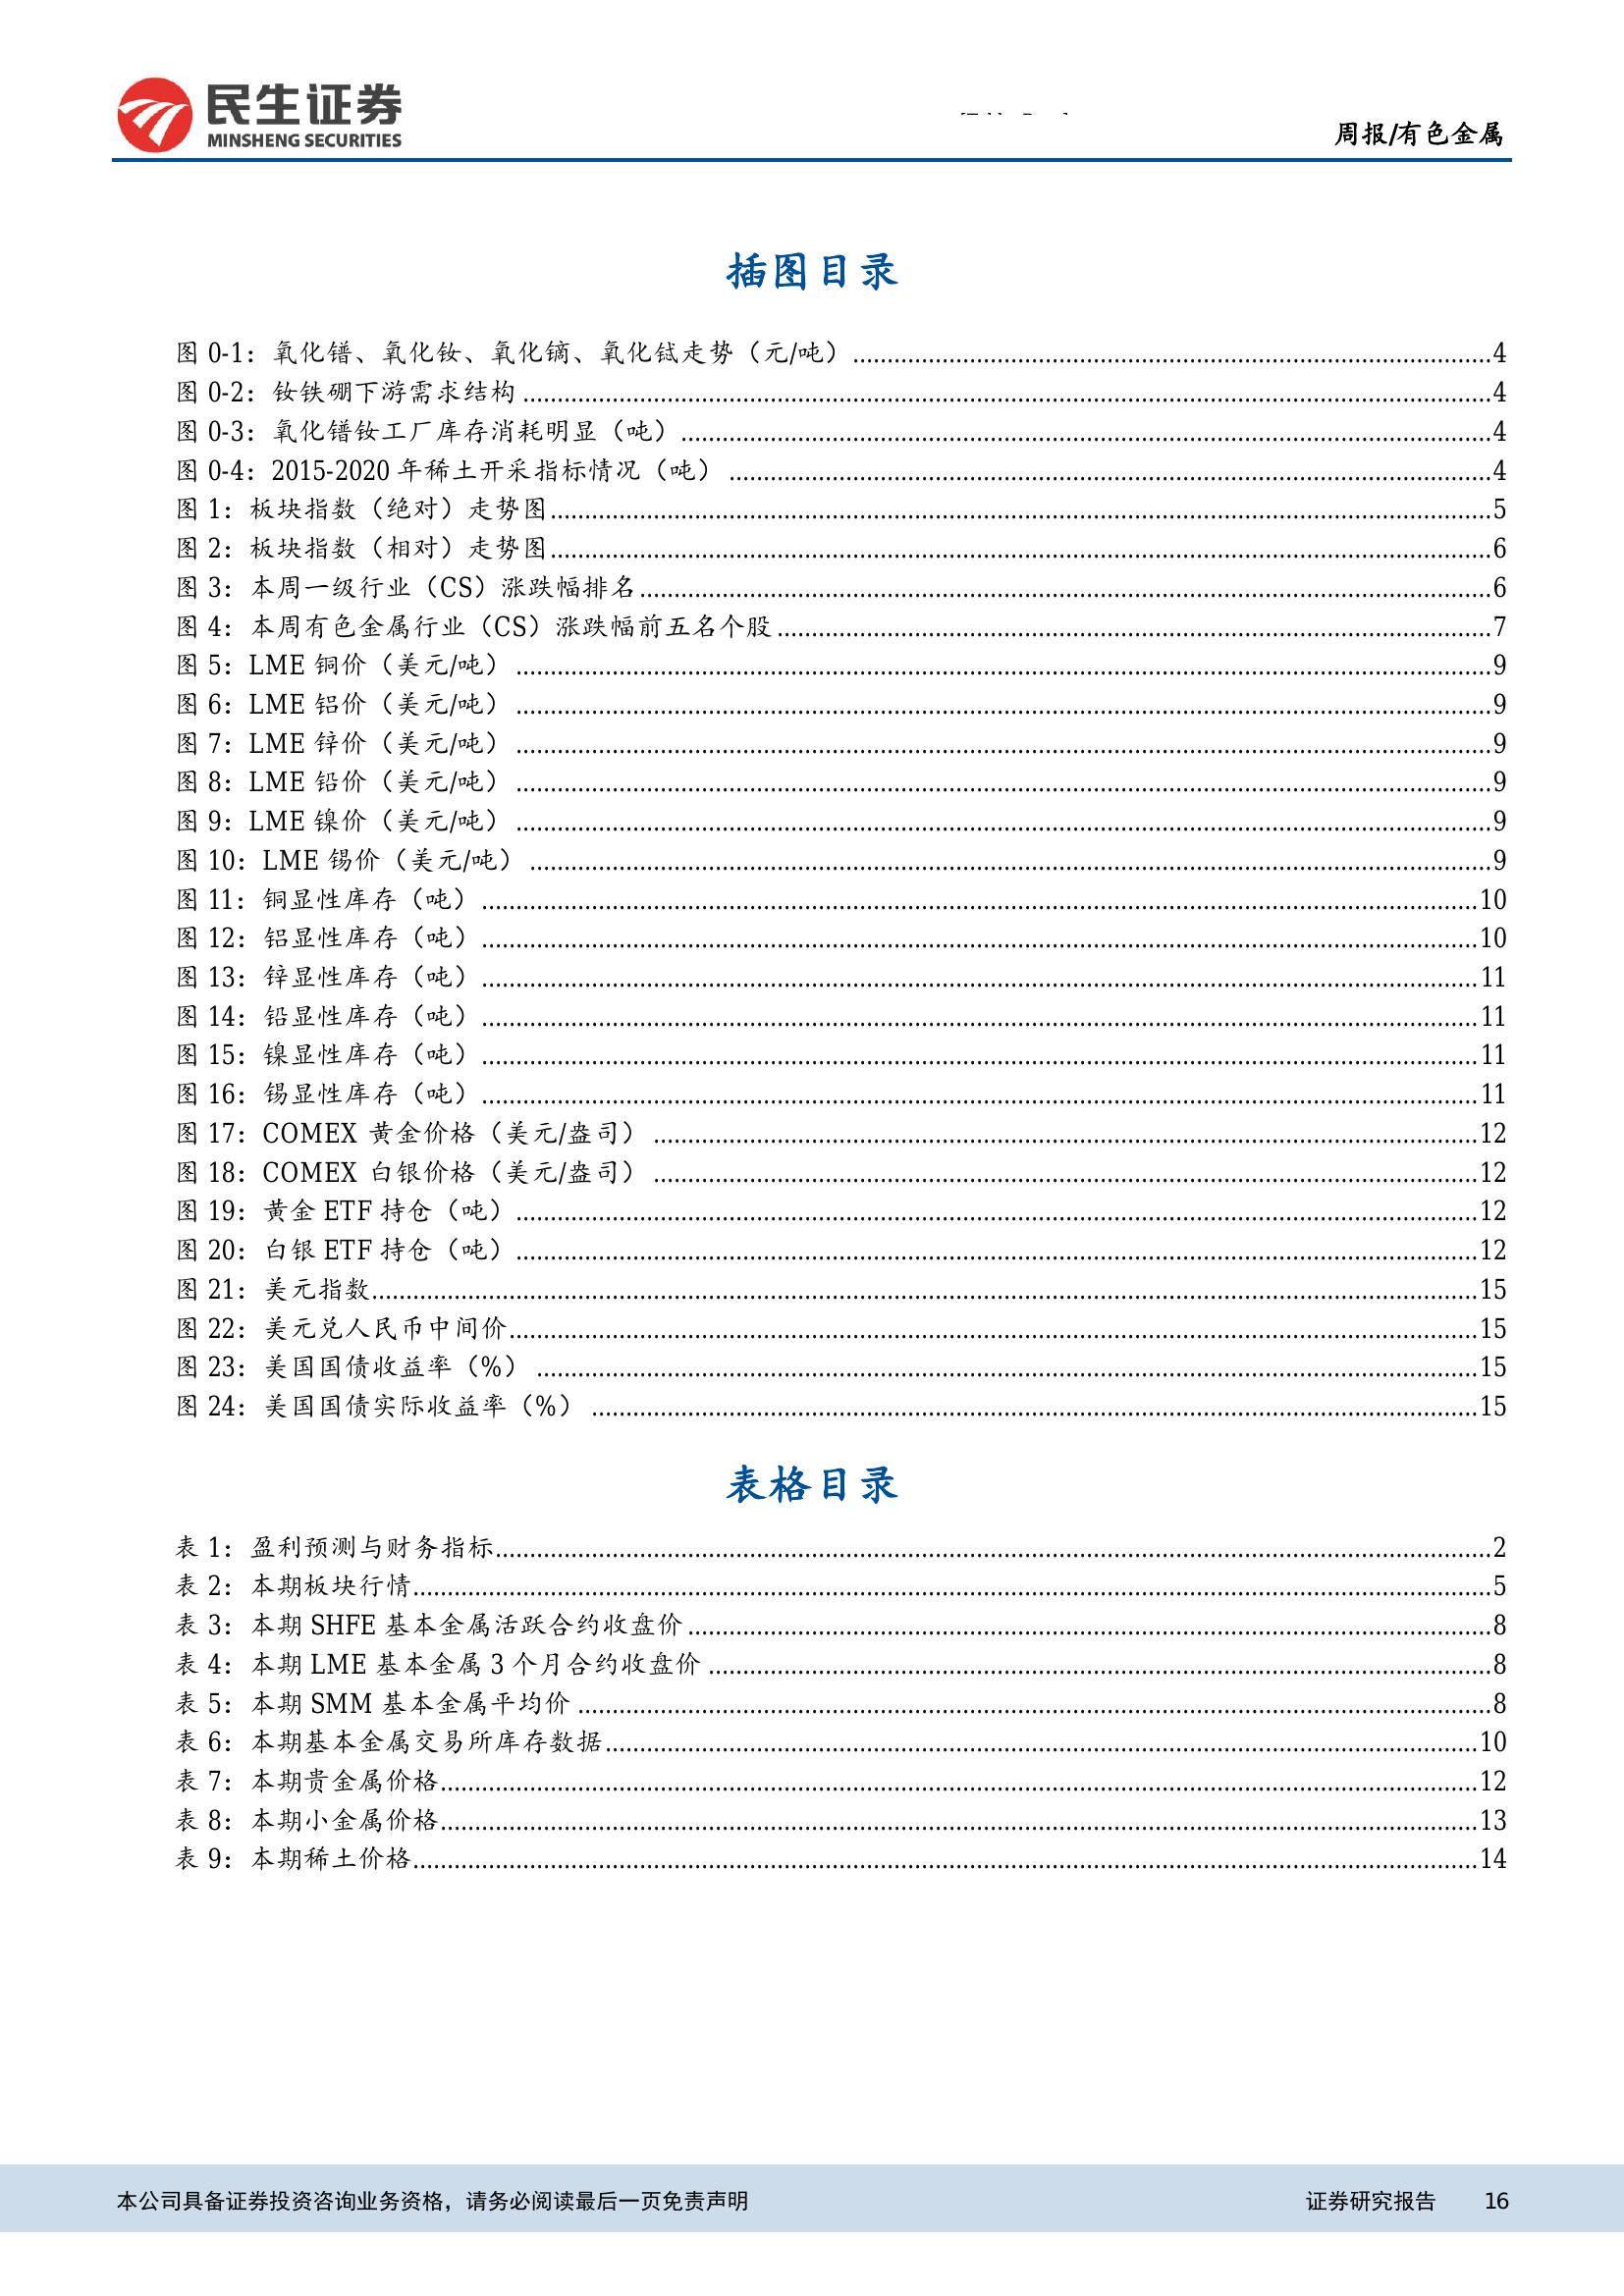 民生证券
MINSHENG SECURITIES
周报/有色金属
插图目录
图 0-1：氧化镨、氧化钕、氧化镝、氧化铽走势（元/吨）........4
图 0-2：钕铁硼下游需求结构........4
图 0-3：氧化镨钕工厂库存消耗明显（吨）........4
图 0-4：2015-2020 年稀土开采指标情况（吨）........4
图 1：板块指数（绝对）走势图........5
图 2：板块指数（相对）走势图........6
图 3：本周一级行业（CS）涨跌幅排名........6
图 4：本周有色金属行业（CS）涨跌幅前五名个股........7
图 5：LME 铜价（美元/吨）........9
图 6：LME 铝价（美元/吨）........9
图 7：LME 锌价（美元/吨）........9
图 8：LME 铅价（美元/吨）........9
图 9：LME 镍价（美元/吨）........9
图 10：LME 锡价（美元/吨）........9
图 11：铜显性库存（吨）........10
图 12：铝显性库存（吨）........10
图 13：锌显性库存（吨）........11
图 14：铅显性库存（吨）........11
图 15：镍显性库存（吨）........11
图 16：锡显性库存（吨）........11
图 17：COMEX 黄金价格（美元/盎司）........12
图 18：COMEX 白银价格（美元/盎司）........12
图 19：黄金 ETF 持仓（吨）........12
图 20：白银 ETF 持仓（吨）........12
图 21：美元指数........15
图 22：美元兑人民币中间价........15
图 23：美国国债收益率（%）........15
图 24：美国国债实际收益率（%）........15
表格目录
表 1：盈利预测与财务指标........2
表 2：本期板块行情........5
表 3：本期 SHFE 基本金属活跃合约收盘价........8
表 4：本期 LME 基本金属 3 个月合约收盘价........8
表 5：本期 SMM 基本金属平均价........8
表 6：本期基本金属交易所库存数据........10
表 7：本期贵金属价格........12
表 8：本期小金属价格........13
表 9：本期稀土价格........14
本公司具备证券投资咨询业务资格，请务必阅读最后一页免责声明 证券研究报告 16